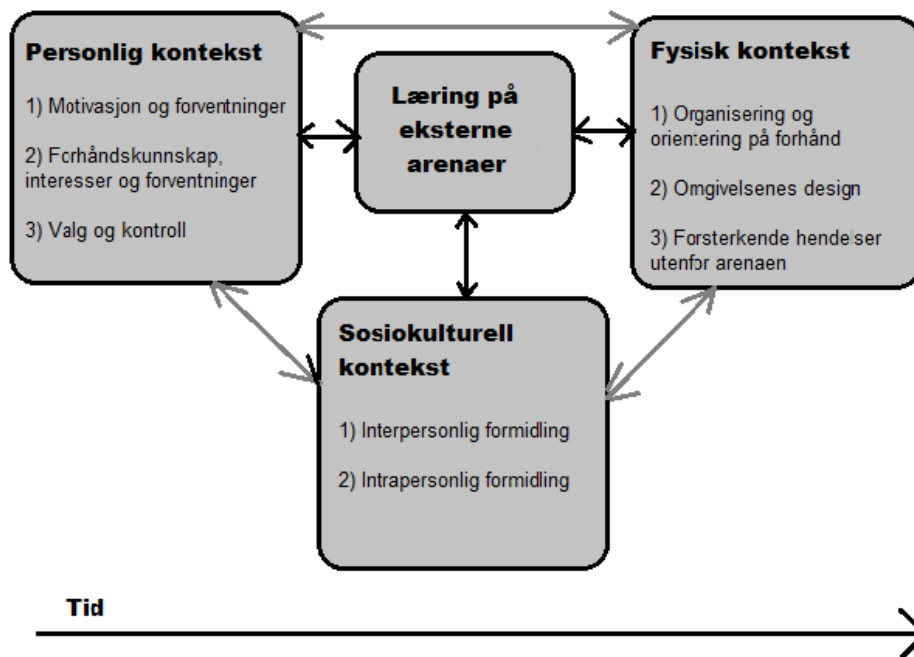 Personlig kontekst
1) Motivasjon og forventninger
2) Forhåndskunnskap,
interesser og forventninger
3) Valg og kontroll
Læring på
eksterne
arenaer
Fysisk kontekst
1) Organisering og
orientering på forhånd
2) Omgivelsenes design
3) Forsterkende hendelser
utenfor arenaen
Sosiokulturell
kontekst
1) Interpersonlig formidling
2) Intrapersonlig formidling
Tid